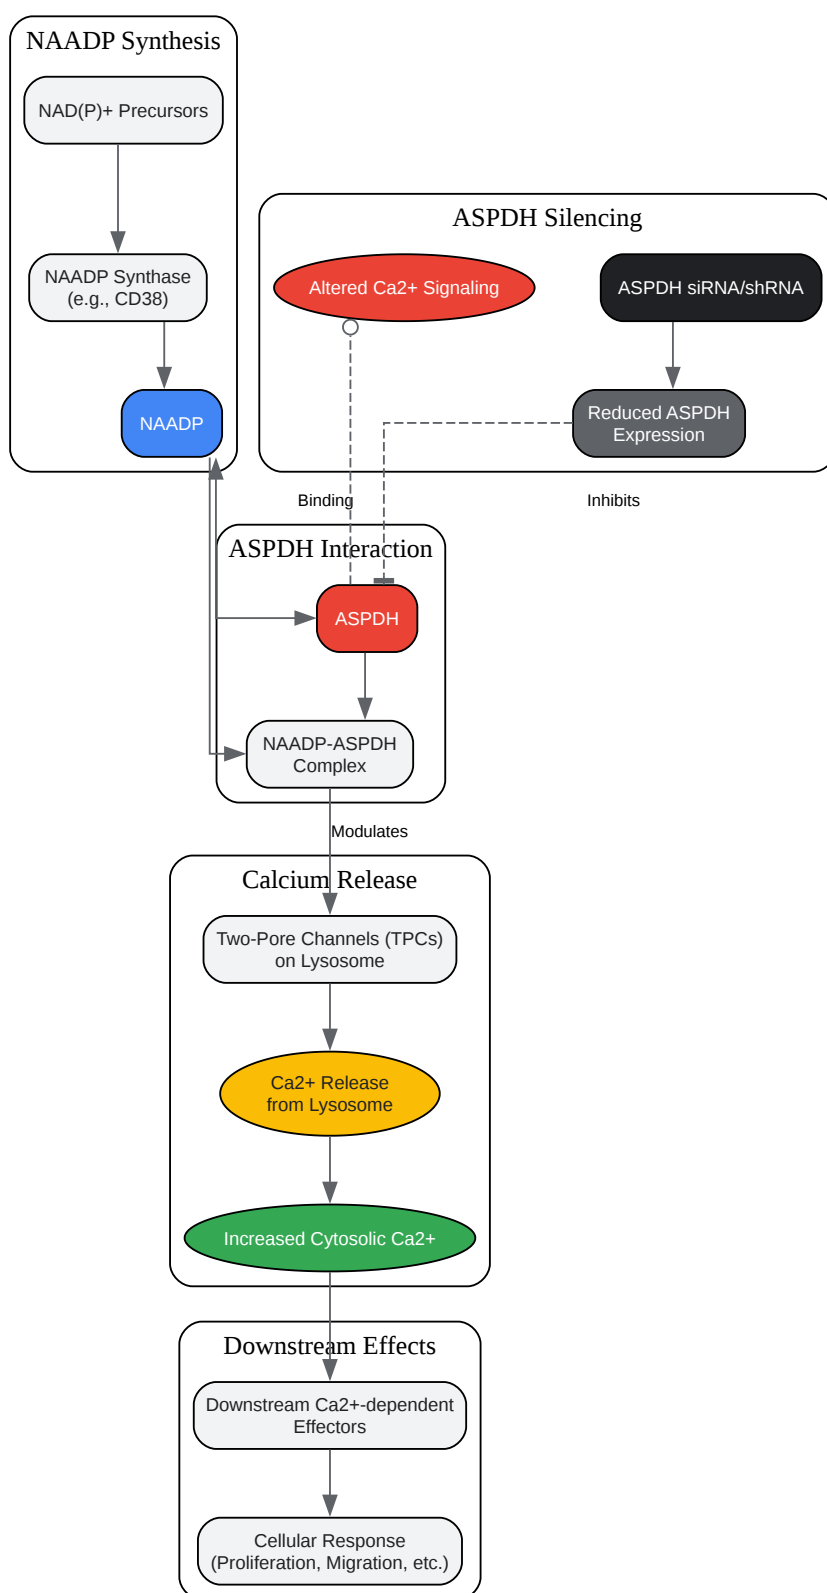 NAADP Synthesis
NAD(P)+ Precursors
NAADP Synthase
(e.g., CD38)
NAADP
ASPDH Silencing
Altered Ca2+ Signaling
ASPDH siRNA/shRNA
Reduced ASPDH
Expression
Binding
Inhibits
ASPDH Interaction
ASPDH
NAADP-ASPDH
Complex
Modulates
Calcium Release
Two-Pore Channels (TPCs)
on Lysosome
Ca2+ Release
from Lysosome
Increased Cytosolic Ca2+
Downstream Effects
Downstream Ca2+-dependent
Effectors
Cellular Response
(Proliferation, Migration, etc.)